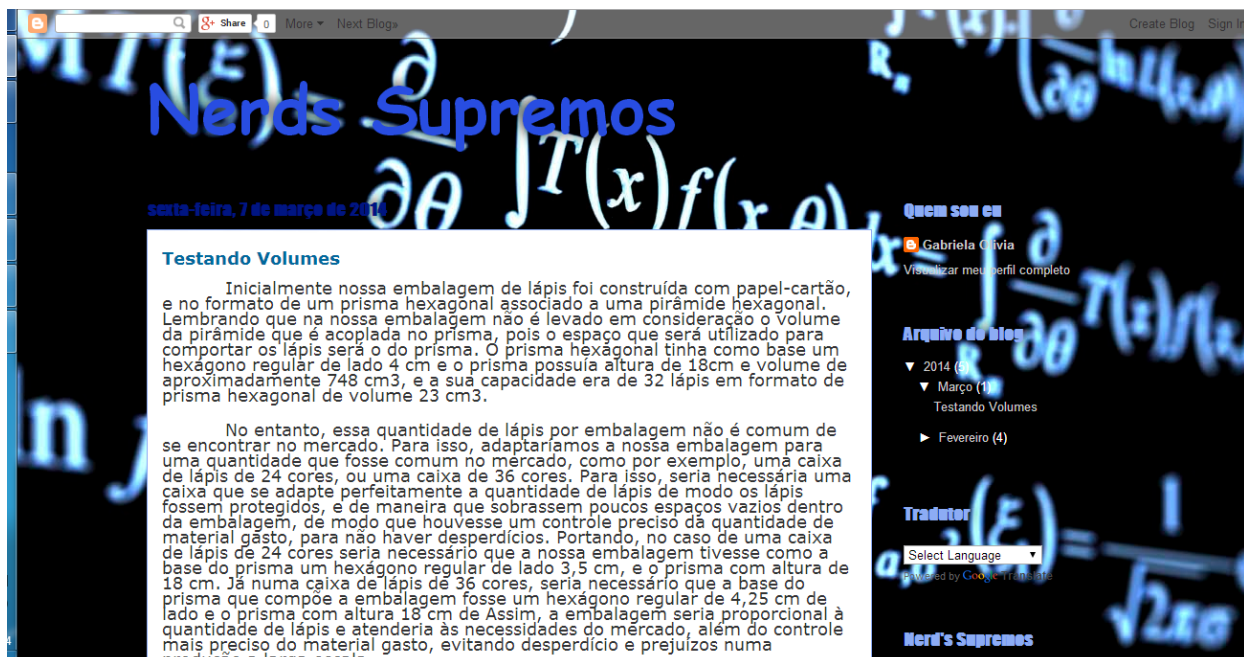 Share 0 More Next Blog» Create Blog Sign In
Nerds Supremos
sexta-feira, 7 de março de 2014
Testando Volumes
Inicialmente nossa embalagem de lápis foi construída com papel-cartão,
e no formato de um prisma hexagonal associado a uma pirâmide hexagonal.
Lembrando que na nossa embalagem não é levado em consideração o volume
da pirâmide que é acoplada no prisma, pois o espaço que será utilizado para
comportar os lápis será o do prisma. O prisma hexagonal tinha como base um
hexágono regular de lado 4 cm e o prisma possuía altura de 18cm e volume de
aproximadamente 748 cm3, e a sua capacidade era de 32 lápis em formato de
prisma hexagonal de volume 23 cm3.
No entanto, essa quantidade de lápis por embalagem não é comum de
se encontrar no mercado. Para isso, adaptaríamos a nossa embalagem para
uma quantidade que fosse comum no mercado, como por exemplo, uma caixa
de lápis de 24 cores, ou uma caixa de 36 cores. Para isso, seria necessária uma
caixa que se adapte perfeitamente a quantidade de lápis de modo os lápis
fossem protegidos, e de maneira que sobrassem poucos espaços vazios dentro
da embalagem, de modo que houvesse um controle preciso da quantidade de
material gasto, para não haver desperdícios. Portando, no caso de uma caixa
de lápis de 24 cores seria necessário que a nossa embalagem tivesse como a
base do prisma um hexágono regular de lado 3,5 cm, e o prisma com altura de
18 cm. Já numa caixa de lápis de 36 cores, seria necessário que a base do
prisma que compõe a embalagem fosse um hexágono regular de 4,25 cm de
lado e o prisma com altura 18 cm de Assim, a embalagem seria proporcional à
quantidade de lápis e atenderia às necessidades do mercado, além do controle
mais preciso do material gasto, evitando desperdício e prejuízos numa
produção a larga escala
Quem sou eu
Gabriela Olivia
Visualizar meu perfil completo
Arquivo do blog
▼ 2014 (5)
▼ Março (1)
Testando Volumes
► Fevereiro (4)
Tradutor
Select Language
Powered by Google Translate
Nerd's Supremos